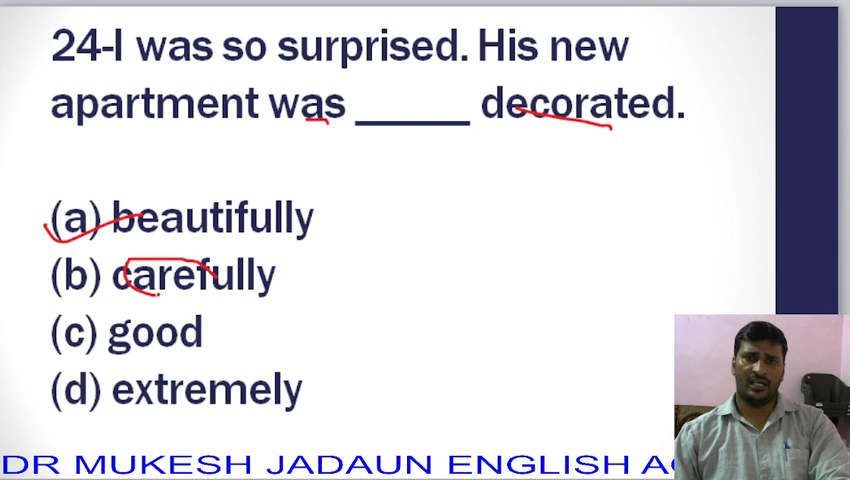 24-I was so surprised. His new
apartment was _____ decorated.
(a) beautifully
(b) carefully
(c) good
(d) extremely
DR MUKESH JADAUN ENGLISH